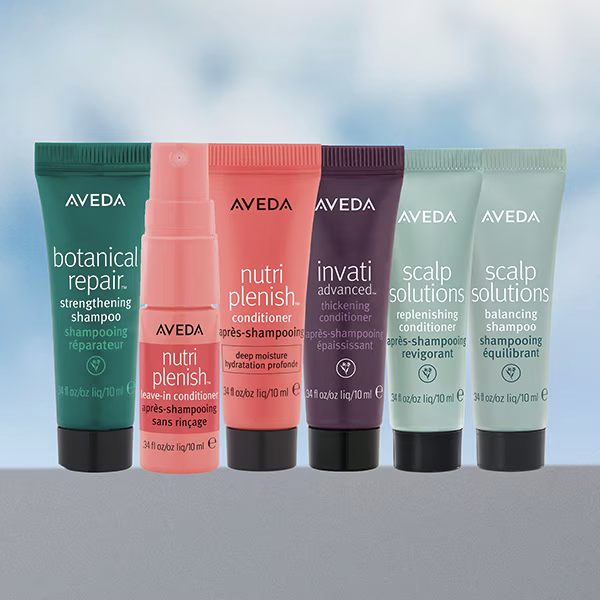 AVEDA
botanical
repair™
strengthening
shampoo
shampooing
réparateur
.34 fl oz/oz liq/10 ml ℮
AVEDA
nutri
plenish™
leave-in conditioner
après-shampooing
sans rinçage
.34 fl oz/oz liq/10 ml ℮
AVEDA
nutri
plenish™
conditioner
après-shampooing
deep moisture
hydratation profonde
.34 fl oz/oz liq/10 ml ℮
AVEDA
invati
advanced™
thickening
conditioner
après-shampooing
épaississant
.34 fl oz/oz liq/10 ml ℮
AVEDA
scalp
solutions
replenishing
conditioner
après-shampooing
revigorant
.34 fl oz/oz liq/10 ml ℮
AVEDA
scalp
solutions
balancing
shampoo
shampooing
équilibrant
.34 fl oz/oz liq/10 ml ℮